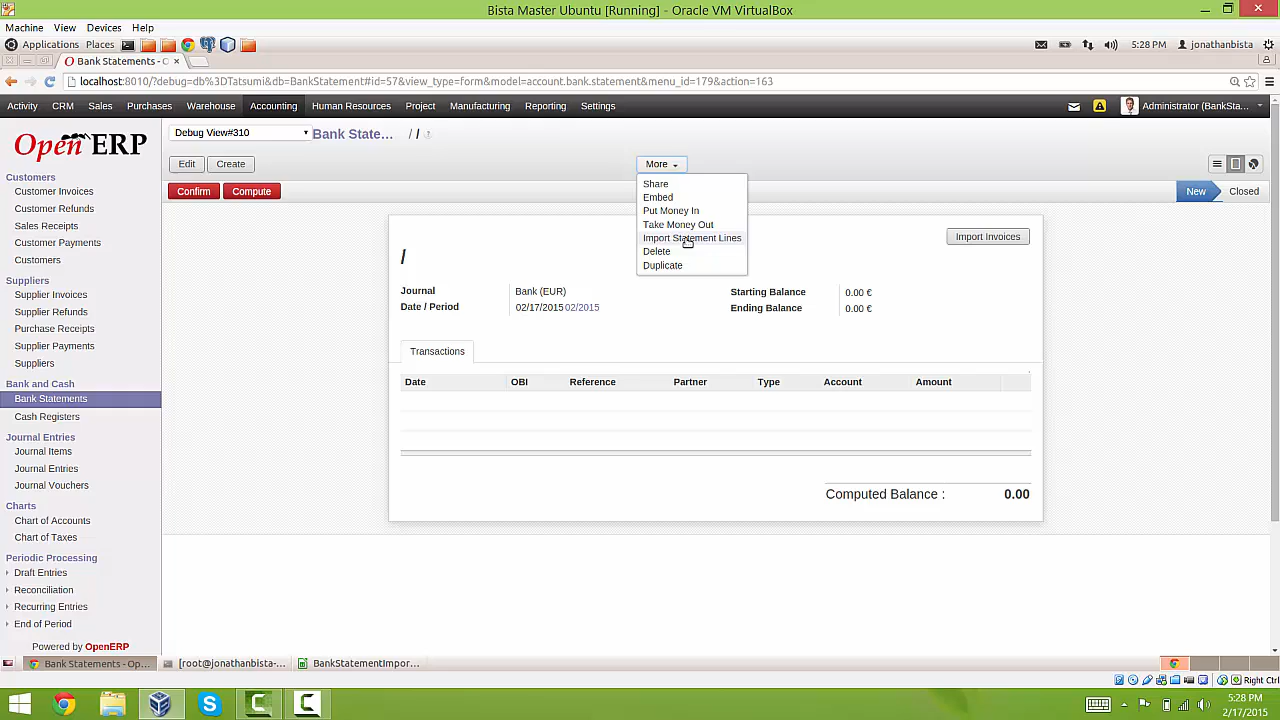 Bista Master Ubuntu [Running] - Oracle VM VirtualBox
Machine View Devices Help
Applications Places 5:28 PM jonathanbista
Bank Statements - O
localhost:8010/?debug=db%3DTatsumi&db=BankStatement#id=57&view_type=form&model=account.bank.statement&menu_id=179&action=163
Activity CRM Sales Purchases Warehouse Accounting Human Resources Project Manufacturing Reporting Settings Administrator (BankSta...
Open ERP
Debug View#310 Bank State... / / ?
Edit Create More
Confirm Compute New Closed
Share
Embed
Put Money In
Take Money Out
Import Statement Lines
Delete
Duplicate
Customers
Customer Invoices
Customer Refunds
Sales Receipts
Customer Payments
Customers
Suppliers
Supplier Invoices
Supplier Refunds
Purchase Receipts
Supplier Payments
Suppliers
Bank and Cash
Bank Statements
Cash Registers
Journal Entries
Journal Items
Journal Entries
Journal Vouchers
Charts
Chart of Accounts
Chart of Taxes
Periodic Processing
Draft Entries
Reconciliation
Recurring Entries
End of Period
Powered by OpenERP
Import Invoices
/
Journal Bank (EUR) Starting Balance 0.00 €
Date / Period 02/17/2015 02/2015 Ending Balance 0.00 €
Transactions
Date OBI Reference Partner Type Account Amount
Computed Balance : 0.00
Bank Statements - Op... [root@jonathanbista-... BankStatementImpor...
Right Ctrl
5:28 PM
2/17/2015